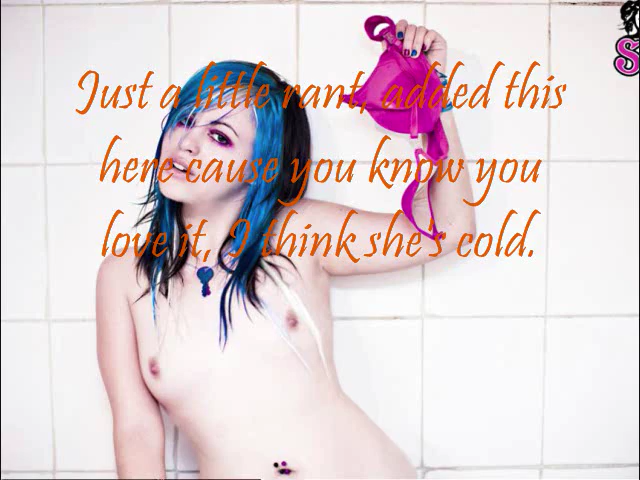 Just a little rant, added this
here cause you know you
love it, I think she's cold.
S